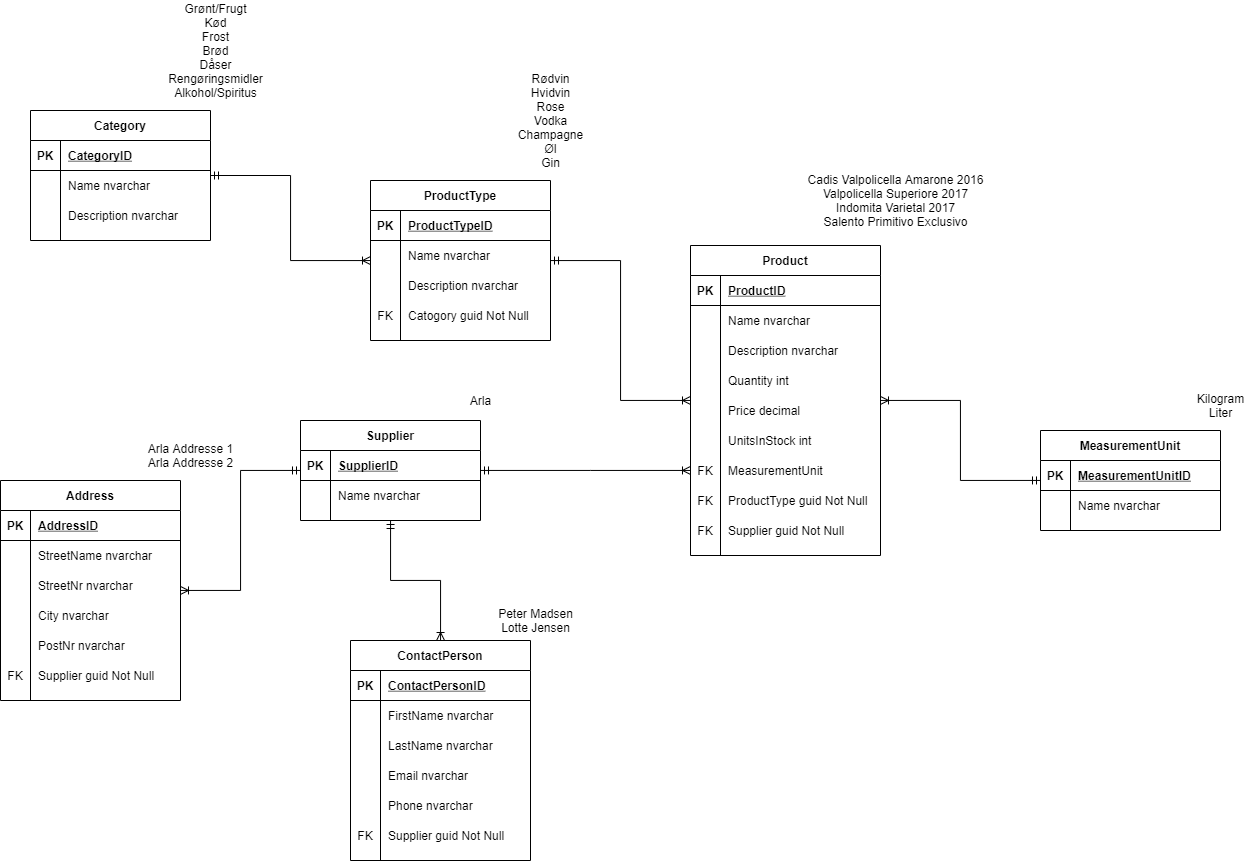 Grønt/Frugt
Kød
Frost
Brød
Dåser
Rengøringsmidler
Alkohol/Spiritus
Category
PK CategoryID
Name nvarchar
Description nvarchar
Rødvin
Hvidvin
Rose
Vodka
Champagne
Øl
Gin
ProductType
PK ProductTypeID
Name nvarchar
Description nvarchar
FK Catogory guid Not Null
Cadis Valpolicella Amarone 2016
Valpolicella Superiore 2017
Indomita Varietal 2017
Salento Primitivo Exclusivo
Product
PK ProductID
Name nvarchar
Description nvarchar
Quantity int
Price decimal
UnitsInStock int
FK MeasurementUnit
FK ProductType guid Not Null
FK Supplier guid Not Null
Kilogram
Liter
MeasurementUnit
PK MeasurementUnitID
Name nvarchar
Arla
Supplier
PK SupplierID
Name nvarchar
Arla Addresse 1
Arla Addresse 2
Address
PK AddressID
StreetName nvarchar
StreetNr nvarchar
City nvarchar
PostNr nvarchar
FK Supplier guid Not Null
Peter Madsen
Lotte Jensen
ContactPerson
PK ContactPersonID
FirstName nvarchar
LastName nvarchar
Email nvarchar
Phone nvarchar
FK Supplier guid Not Null